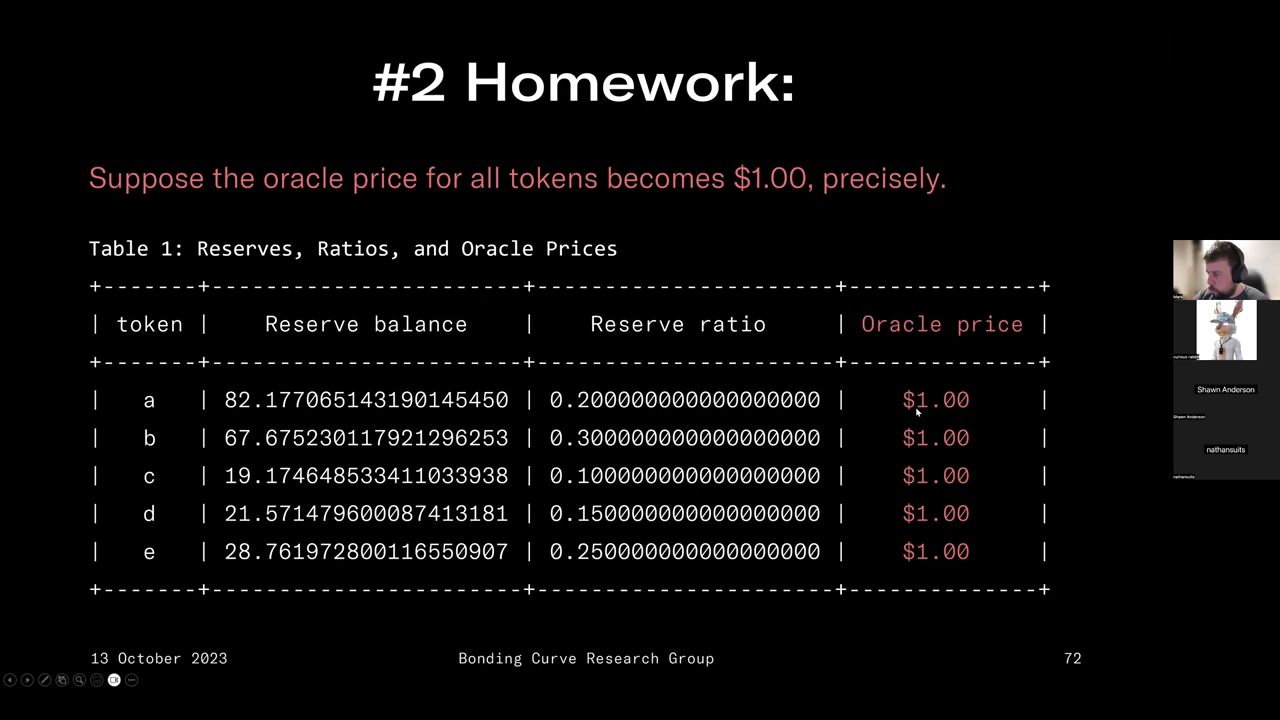 #2 Homework:
Suppose the oracle price for all tokens becomes $1.00, precisely.
Table 1: Reserves, Ratios, and Oracle Prices
+-------+-----------------------+----------------------+--------------+
| token | Reserve balance | Reserve ratio | Oracle price |
+-------+-----------------------+----------------------+--------------+
| a | 82.177065143190145450 | 0.200000000000000000 | $1.00 |
| b | 67.675230117921296253 | 0.300000000000000000 | $1.00 |
| c | 19.174648533411033938 | 0.100000000000000000 | $1.00 |
| d | 21.571479600087413181 | 0.150000000000000000 | $1.00 |
| e | 28.761972800116550907 | 0.250000000000000000 | $1.00 |
+-------+-----------------------+----------------------+--------------+
13 October 2023 Bonding Curve Research Group 72
Mark
curious rabbit
Shawn Anderson
Shawn Anderson
nathansuits
nathansuits